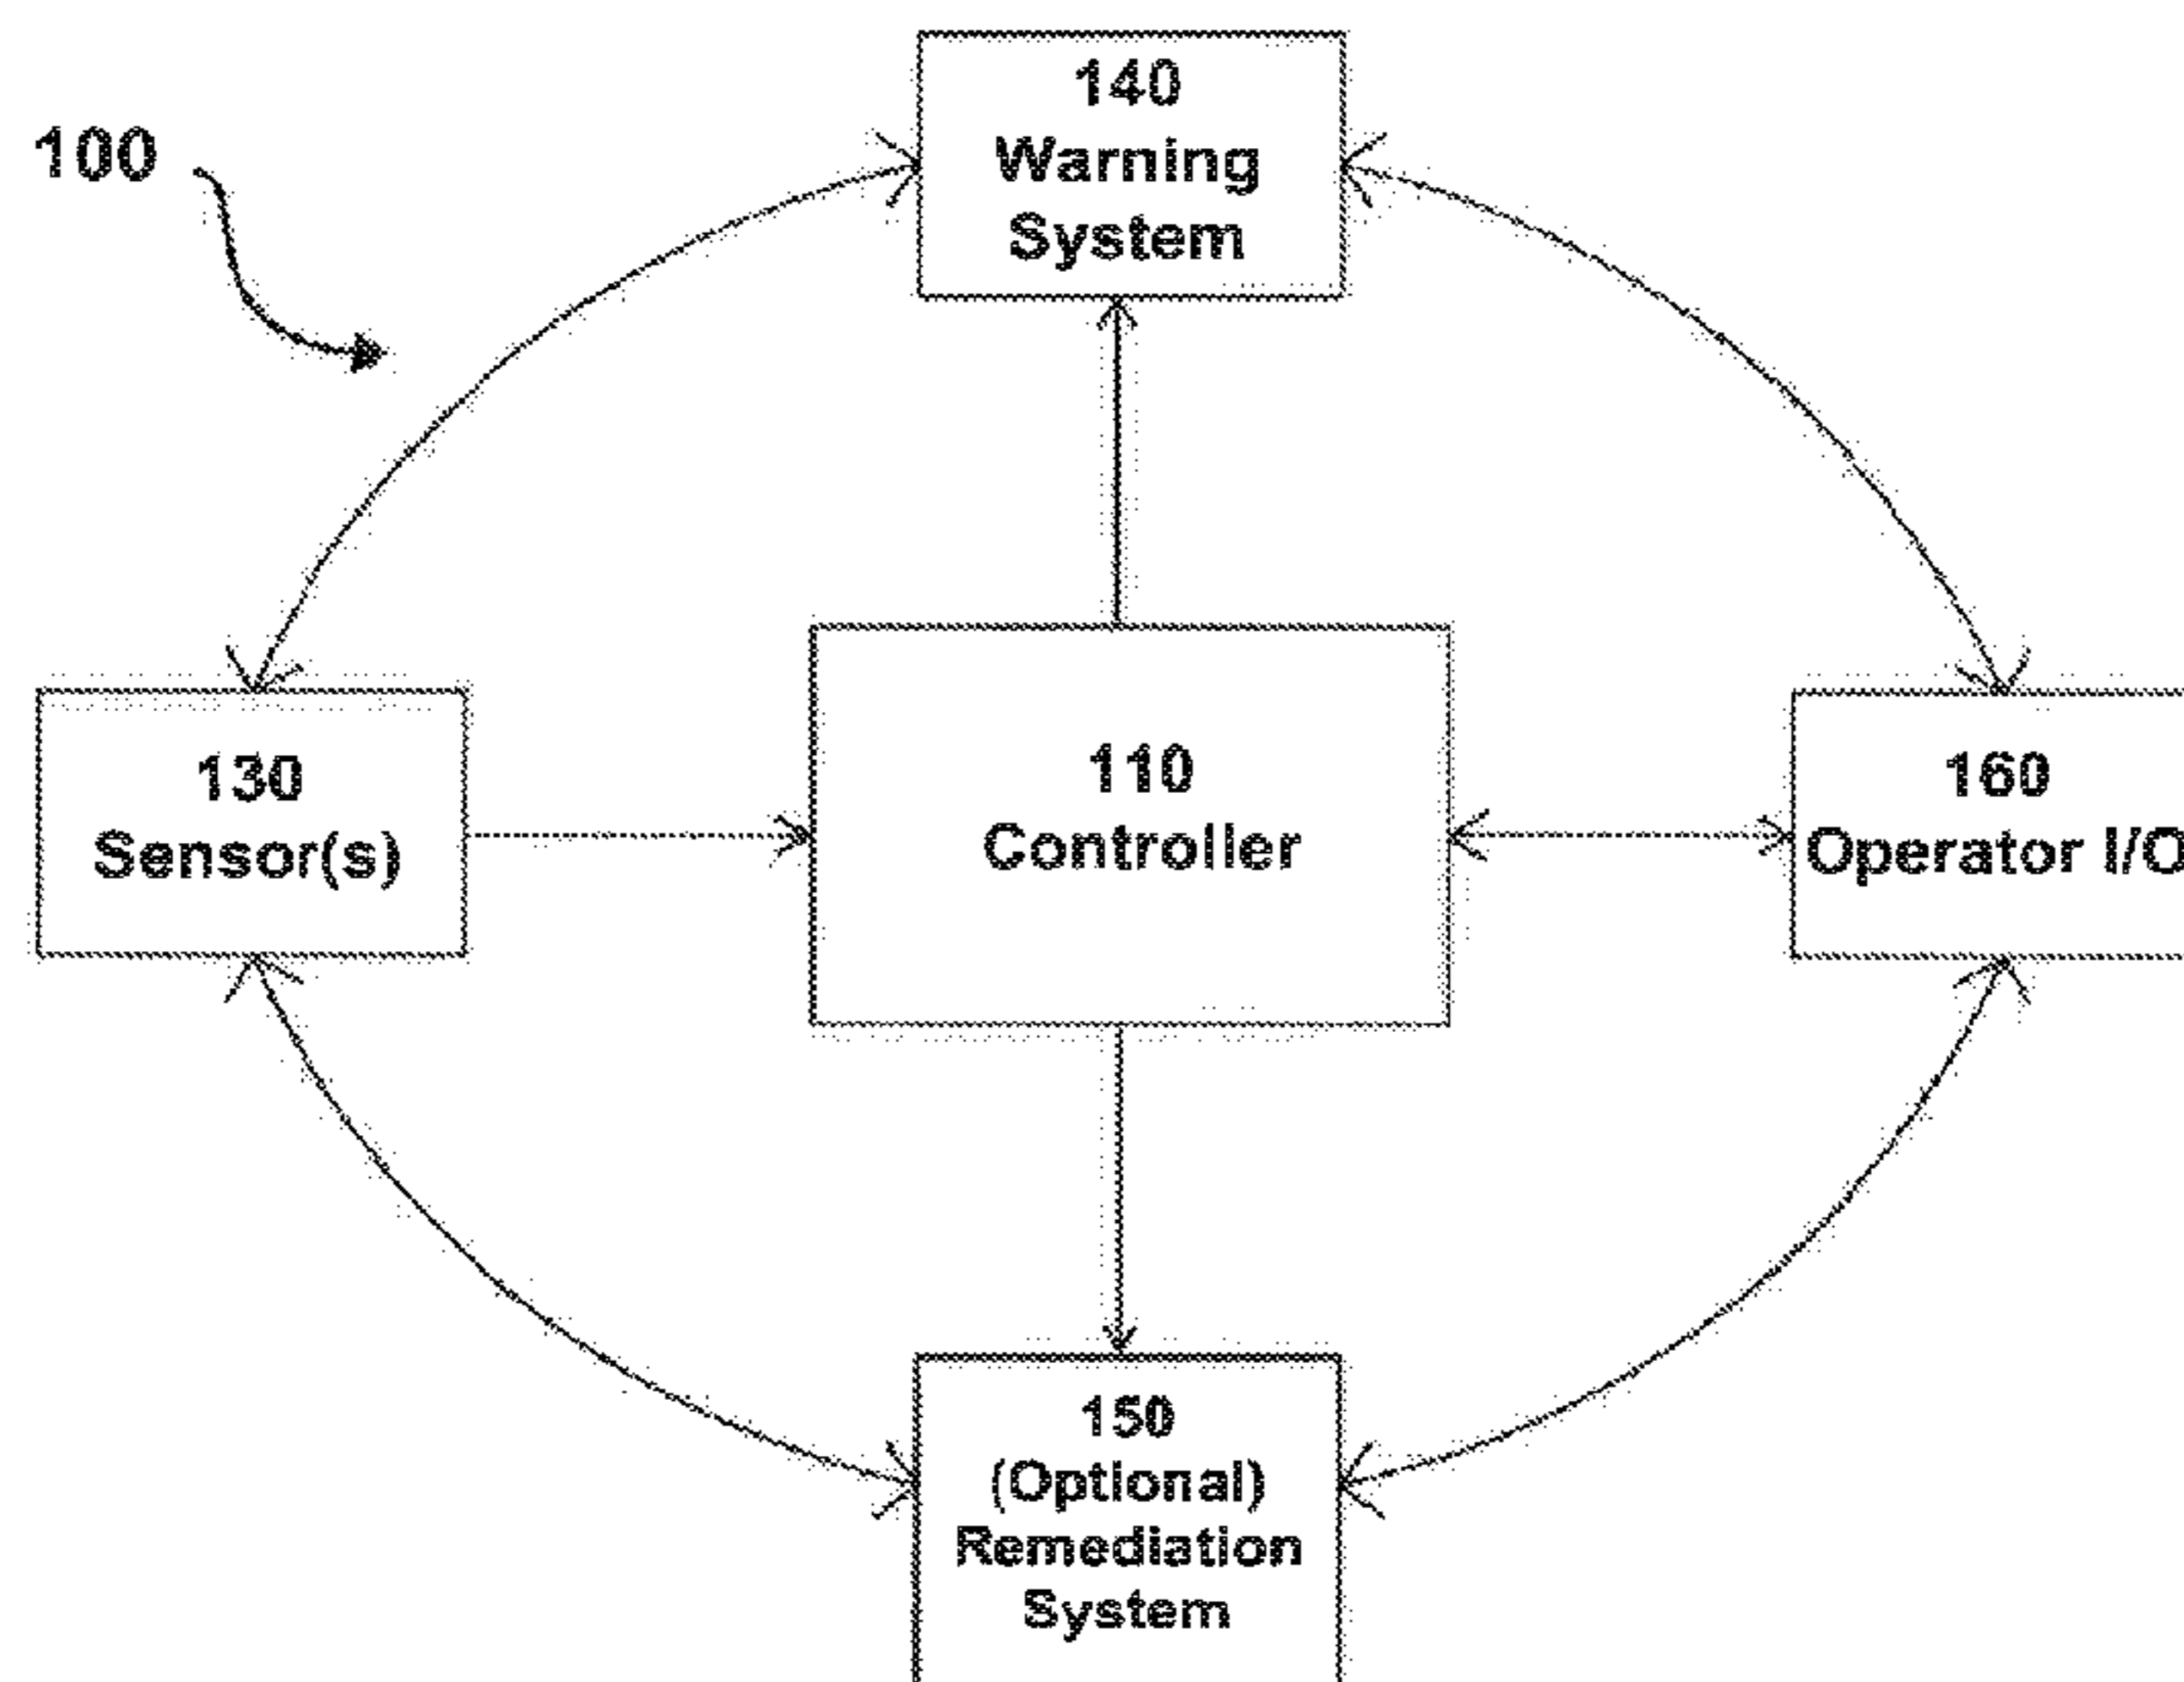 100
140
Warning
System
130
Sensor(s)
110
Controller
160
Operator I/O
150
(Optional)
Remediation
System